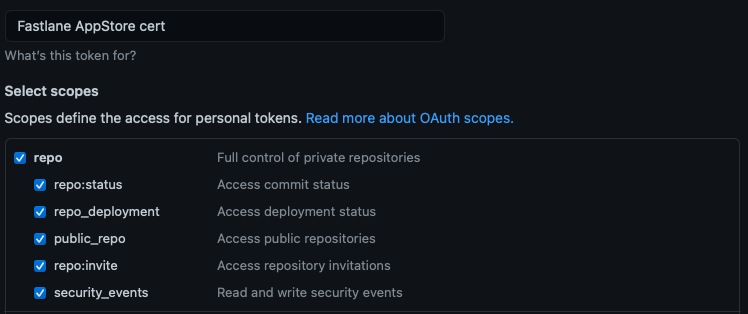 Fastlane AppStore cert
What's this token for?
Select scopes
Scopes define the access for personal tokens. Read more about OAuth scopes.
repo Full control of private repositories
repo:status Access commit status
repo_deployment Access deployment status
public_repo Access public repositories
repo:invite Access repository invitations
security_events Read and write security events